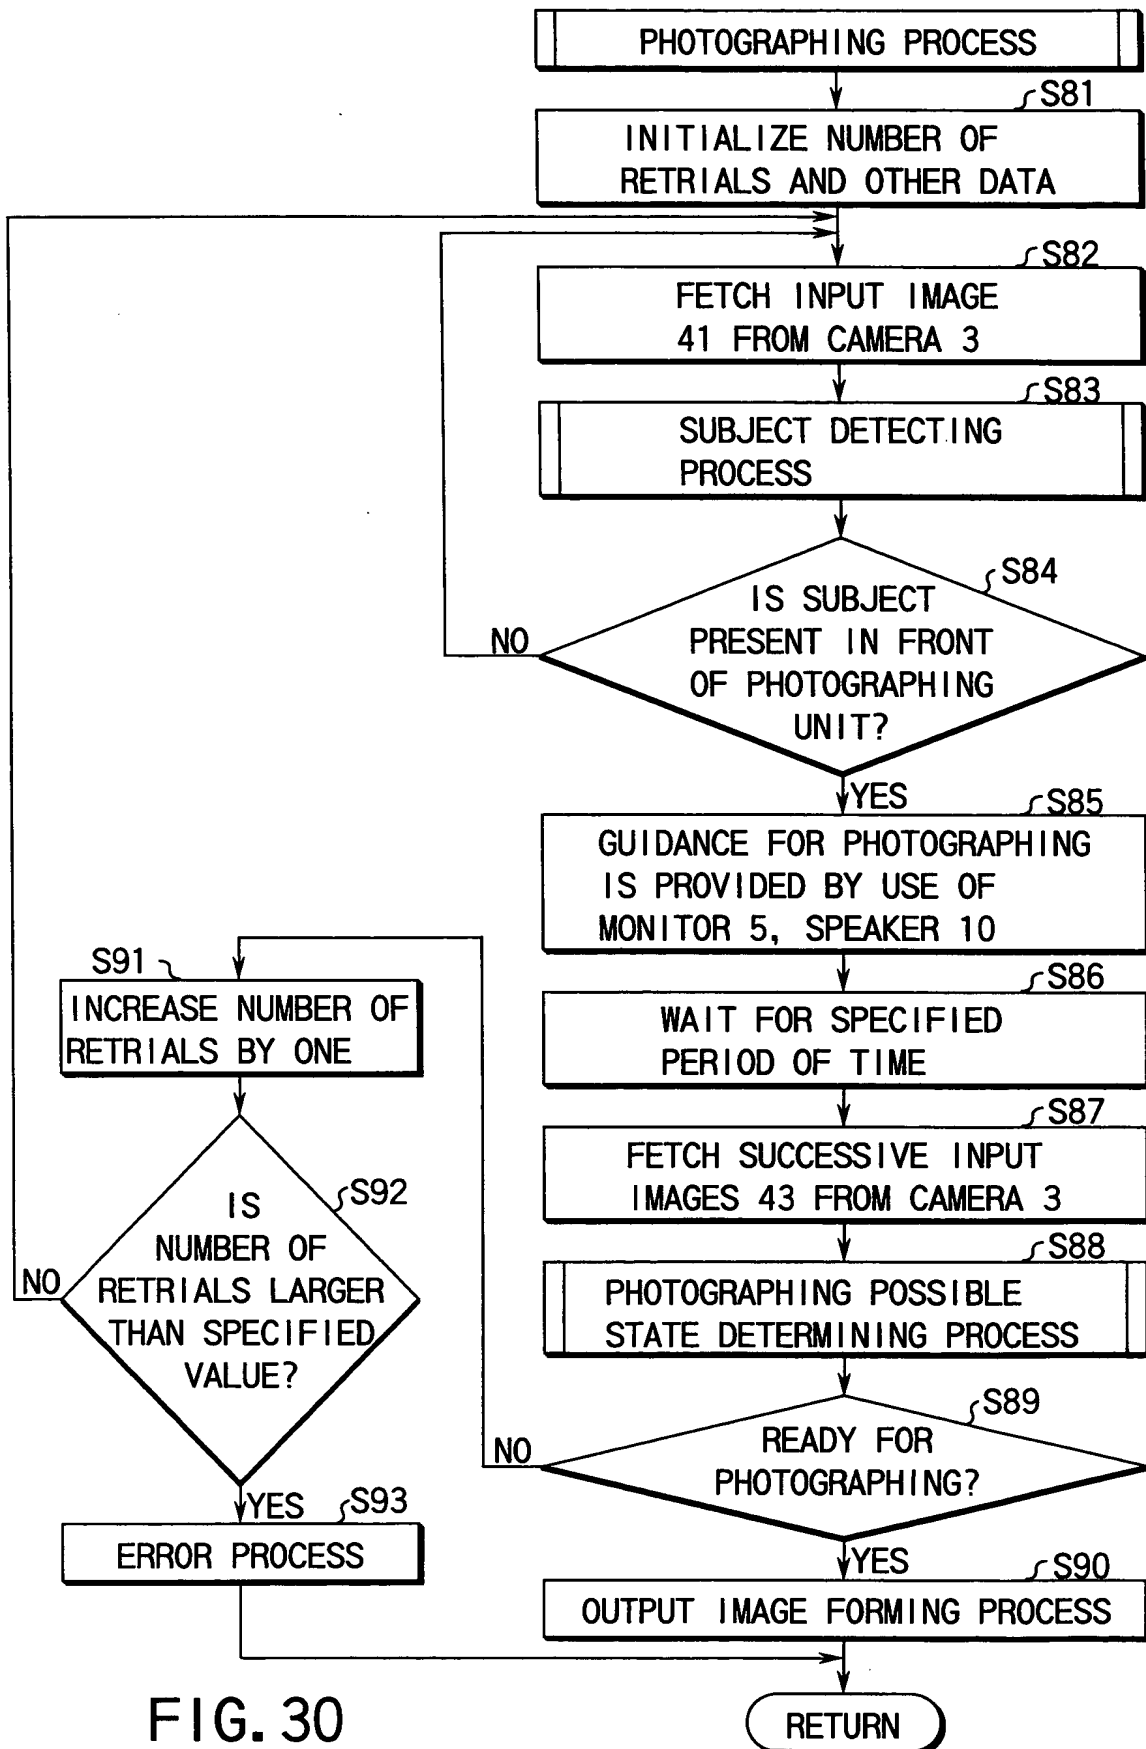 PHOTOGRAPHING PROCESS
S81
INITIALIZE NUMBER OF
RETRIALS AND OTHER DATA
S82
FETCH INPUT IMAGE
41 FROM CAMERA 3
S83
SUBJECT DETECTING
PROCESS
S84
IS SUBJECT
PRESENT IN FRONT
OF PHOTOGRAPHING
UNIT?
NO
YES
S85
GUIDANCE FOR PHOTOGRAPHING
IS PROVIDED BY USE OF
MONITOR 5, SPEAKER 10
S86
WAIT FOR SPECIFIED
PERIOD OF TIME
S87
FETCH SUCCESSIVE INPUT
IMAGES 43 FROM CAMERA 3
S88
PHOTOGRAPHING POSSIBLE
STATE DETERMINING PROCESS
S89
READY FOR
PHOTOGRAPHING?
NO
YES
S90
OUTPUT IMAGE FORMING PROCESS
S91
INCREASE NUMBER OF
RETRIALS BY ONE
S92
IS
NUMBER OF
RETRIALS LARGER
THAN SPECIFIED
VALUE?
NO
YES
S93
ERROR PROCESS
RETURN
FIG. 30